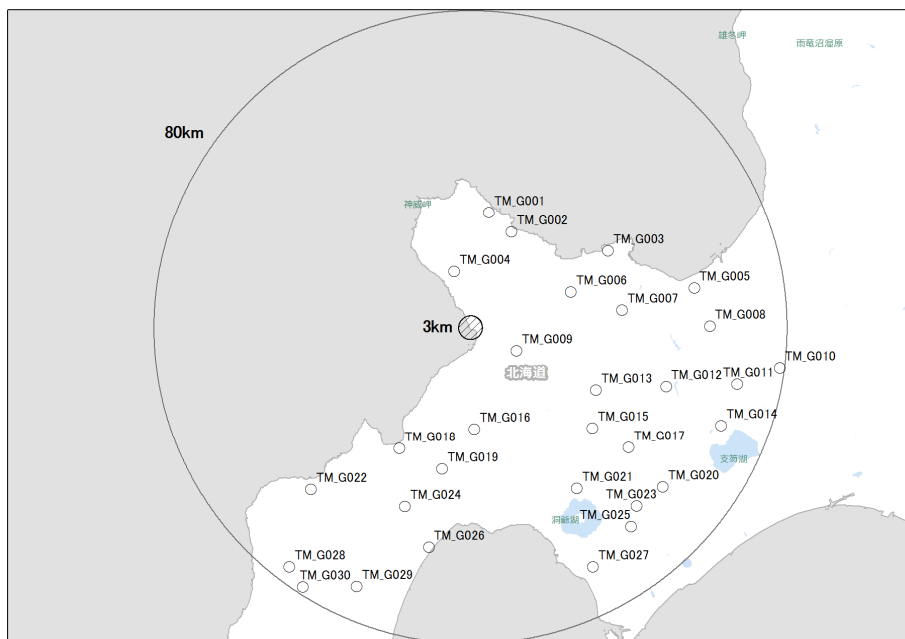 雄冬岬
雨竜沼湿原
80km
神威岬
TM_G001
TM_G002
TM_G003
TM_G004
TM_G005
TM_G006
TM_G007
TM_G008
3km
TM_G009
TM_G010
北海道
TM_G011
TM_G012
TM_G013
TM_G014
TM_G015
TM_G016
TM_G017
TM_G018
支笏湖
TM_G019
TM_G020
TM_G021
TM_G022
TM_G023
TM_G024
洞爺湖
TM_G025
TM_G026
TM_G027
TM_G028
TM_G029
TM_G030